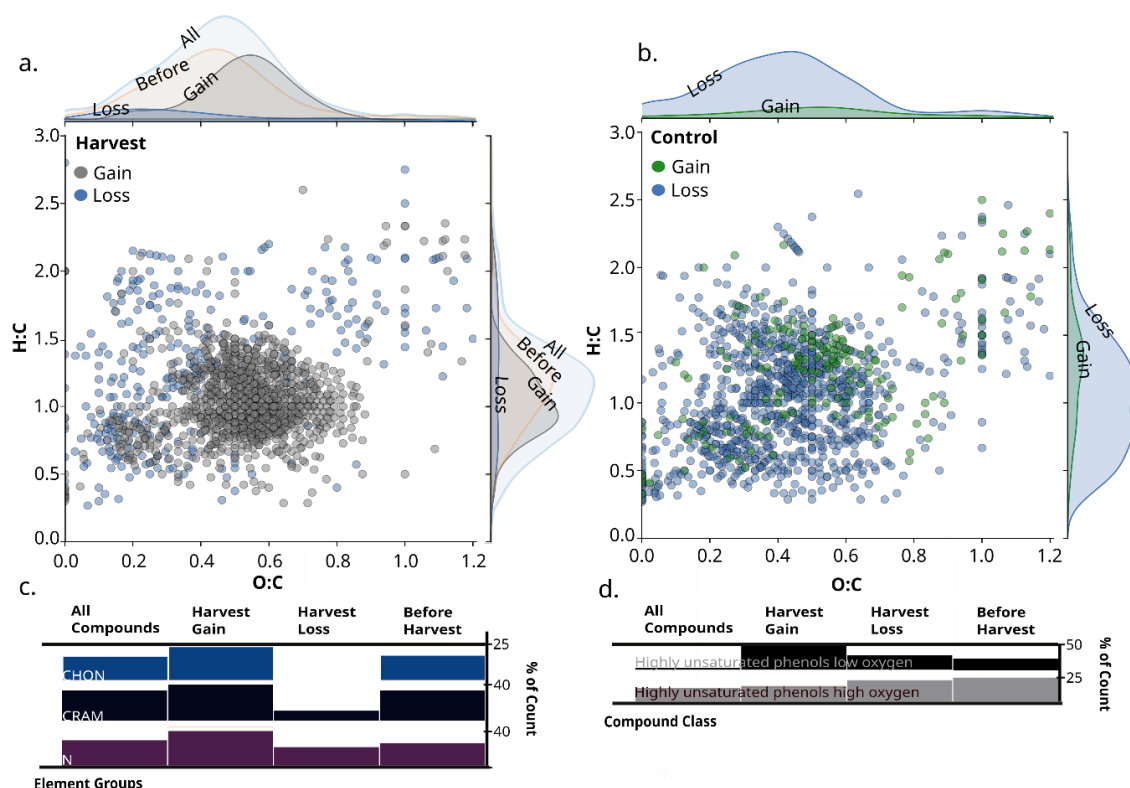 a.
All
Before
Gain
Loss
3.0
2.5
2.0
1.5
1.0
0.5
0.0
H:C
Harvest
Gain
Loss
All
Before
Gain
Loss
0.0 0.2 0.4 0.6 0.8 1.0
O:C
b.
Loss
Gain
3.0
2.5
2.0
1.5
1.0
0.5
0.0
H:C
Control
Gain
Loss
Loss
Gain
0.0 0.2 0.4 0.6 0.8 1.0 1.2
O:C
c.
All
Compounds
Harvest
Gain
Harvest
Loss
Before
Harvest
CHON
CRAM
N
25
40
40
% of Count
Element Groups
d.
All
Compounds
Harvest
Gain
Harvest
Loss
Before
Harvest
Highly unsaturated phenols low oxygen
Highly unsaturated phenols high oxygen
50
25
% of Count
Compound Class